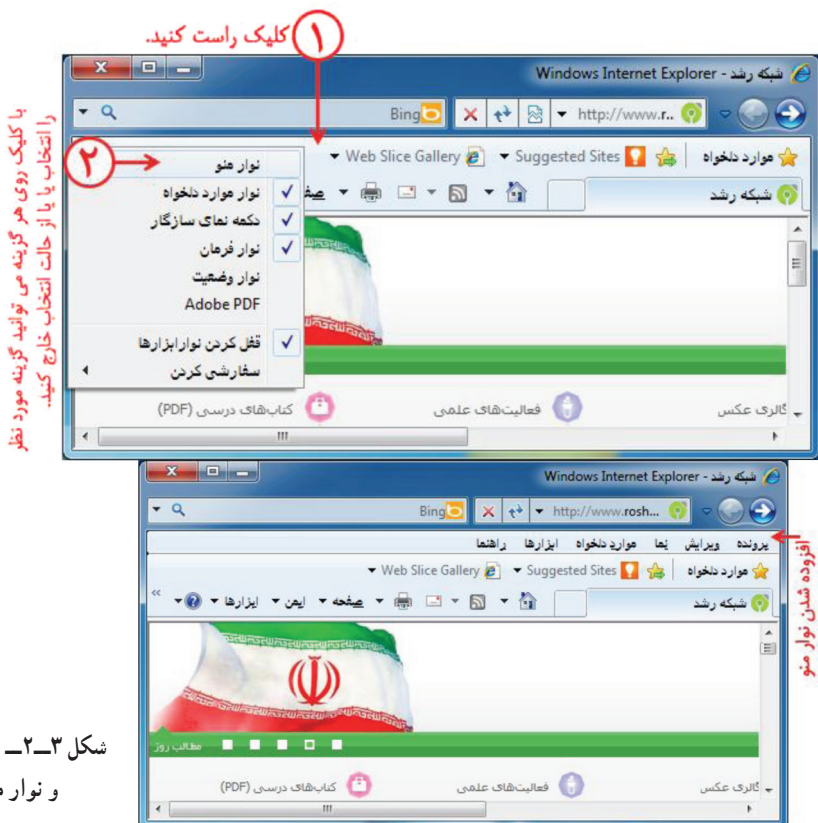 ۱ کلیک راست کنید.
شبکه رشد - Windows Internet Explorer
http://www.r..
Bing
موارد دلخواه
Suggested Sites
Web Slice Gallery
شبکه رشد
۲
نوار منو
نوار موارد دلخواه
دکمه نمای سازگار
نوار فرمان
نوار وضعیت
Adobe PDF
قفل کردن نوارابزارها
سفارشی کردن
گالری عکس
فعالیت‌های علمی
کتاب‌های درسی (PDF)
با کلیک روی هر گزینه می توانید گزینه مورد نظر
را انتخاب یا یا از حالت انتخاب خارج کنید..
شبکه رشد - Windows Internet Explorer
http://www.rosh...
Bing
پرونده ویرایش نما موارد دلخواه ابزارها راهنما
افزوده شدن نوار منو
موارد دلخواه
Suggested Sites
Web Slice Gallery
شبکه رشد
صفحه ایمن ابزارها
مطالب روز
گالری عکس
فعالیت‌های علمی
کتاب‌های درسی (PDF)
شکل ۳ــ۲ــ
و نوار